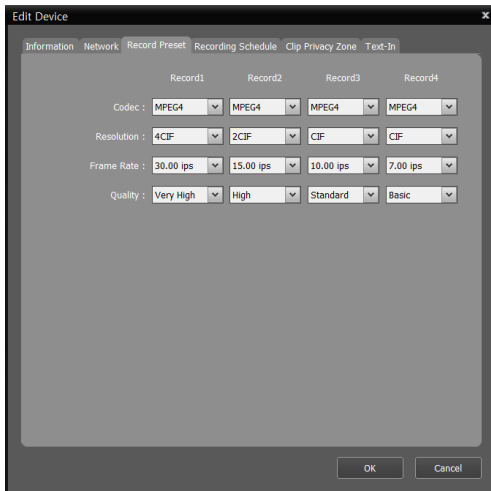 Edit Device x
Information Network Record Preset Recording Schedule Clip Privacy Zone Text-In
Record1 Record2 Record3 Record4
Codec : MPEG4 MPEG4 MPEG4 MPEG4
Resolution : 4CIF 2CIF CIF CIF
Frame Rate : 30.00 ips 15.00 ips 10.00 ips 7.00 ips
Quality : Very High High Standard Basic
OK Cancel